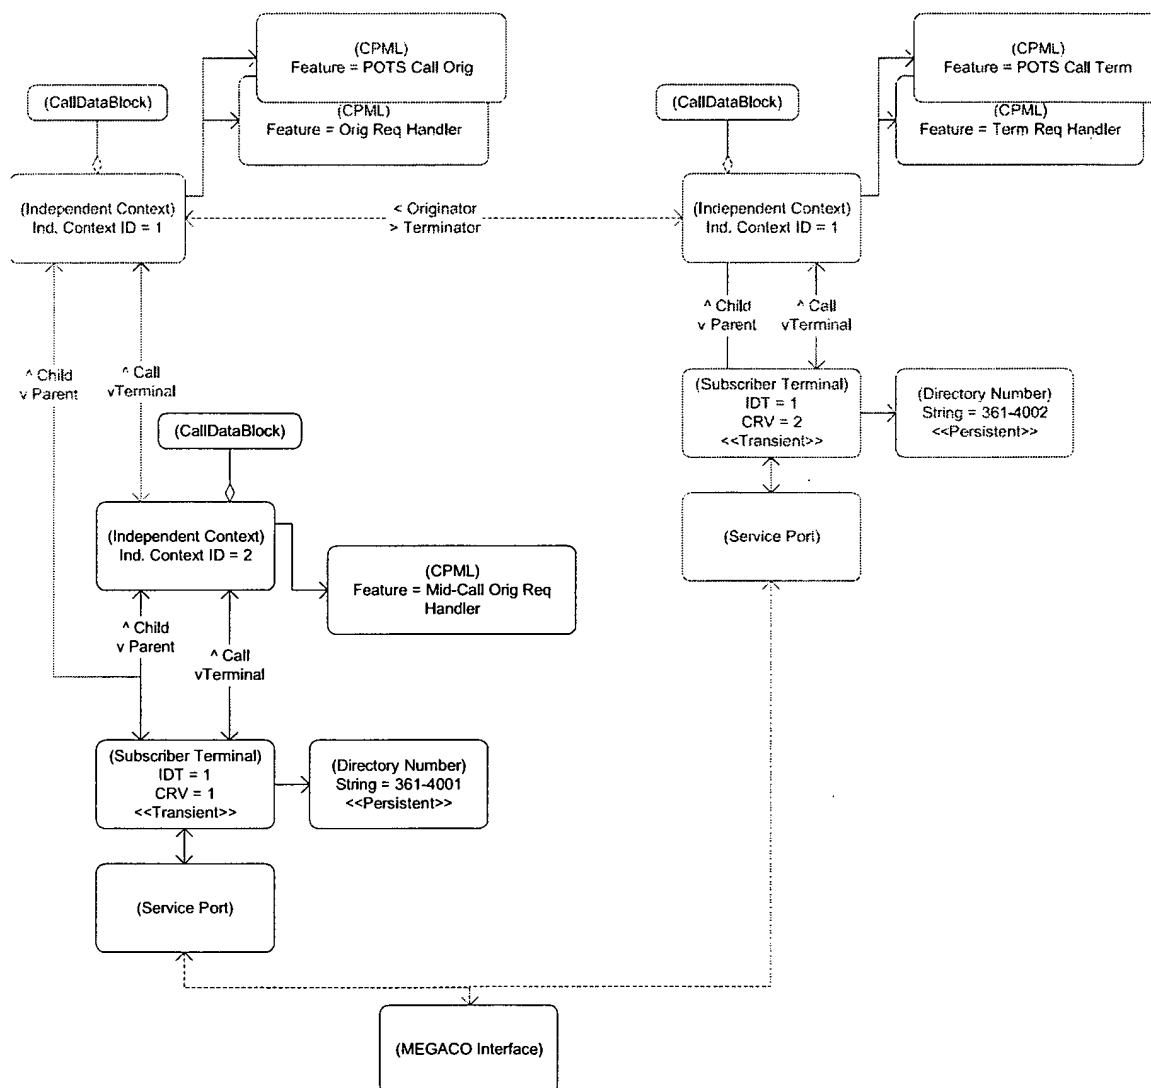 (CPML)
Feature = POTS Call Orig
(CPML)
Feature = POTS Call Term
(CallDataBlock)
(CPML)
Feature = Orig Req Handler
(CallDataBlock)
(CPML)
Feature = Term Req Handler
(Independent Context)
Ind. Context ID = 1
< Originator
> Terminator
(Independent Context)
Ind. Context ID = 1
^ Child
v Parent
^ Call
vTerminal
^ Child
v Parent
^ Call
vTerminal
(Subscriber Terminal)
IDT = 1
CRV = 2
<<Transient>>
(Directory Number)
String = 361-4002
<<Persistent>>
(CallDataBlock)
(Independent Context)
Ind. Context ID = 2
(Service Port)
(CPML)
Feature = Mid-Call Orig Req
Handler
^ Child
v Parent
^ Call
vTerminal
(Subscriber Terminal)
IDT = 1
CRV = 1
<<Transient>>
(Directory Number)
String = 361-4001
<<Persistent>>
(Service Port)
(MEGACO Interface)